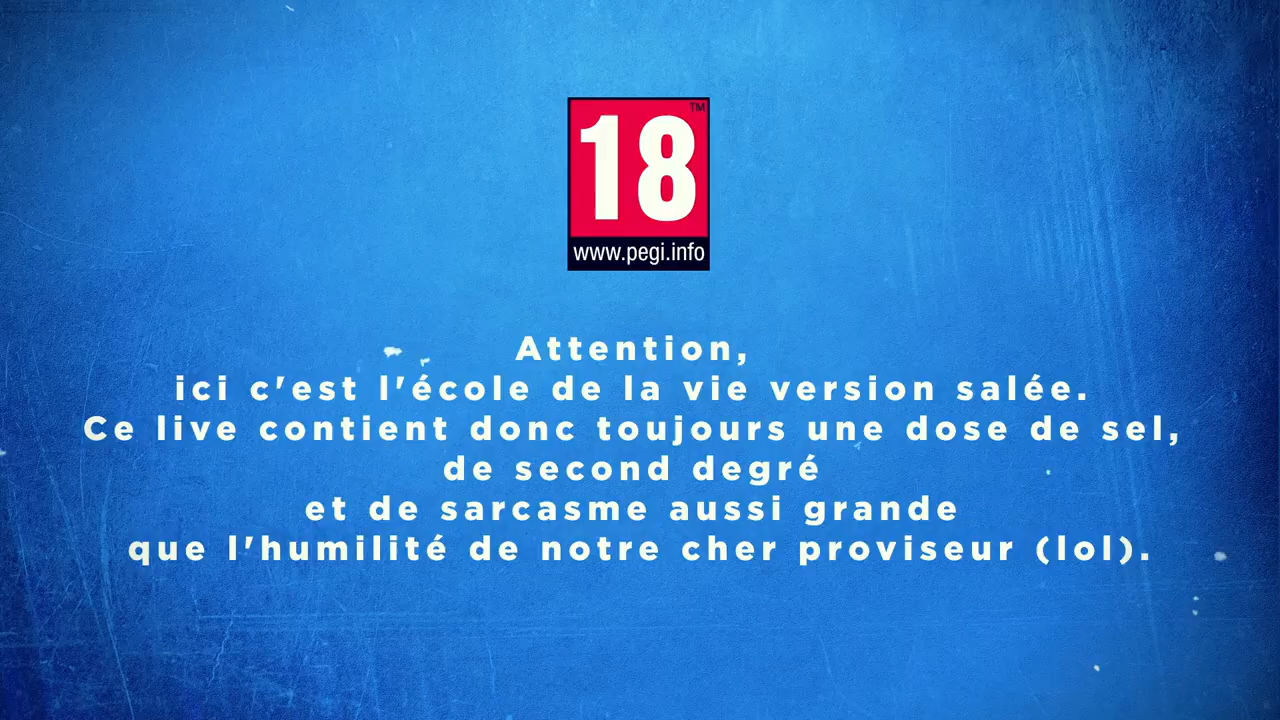 TM
18
www.pegi.info
Attention,
ici c'est l'école de la vie version salée.
Ce live contient donc toujours une dose de sel,
de second degré
et de sarcasme aussi grande
que l'humilité de notre cher proviseur (lol).